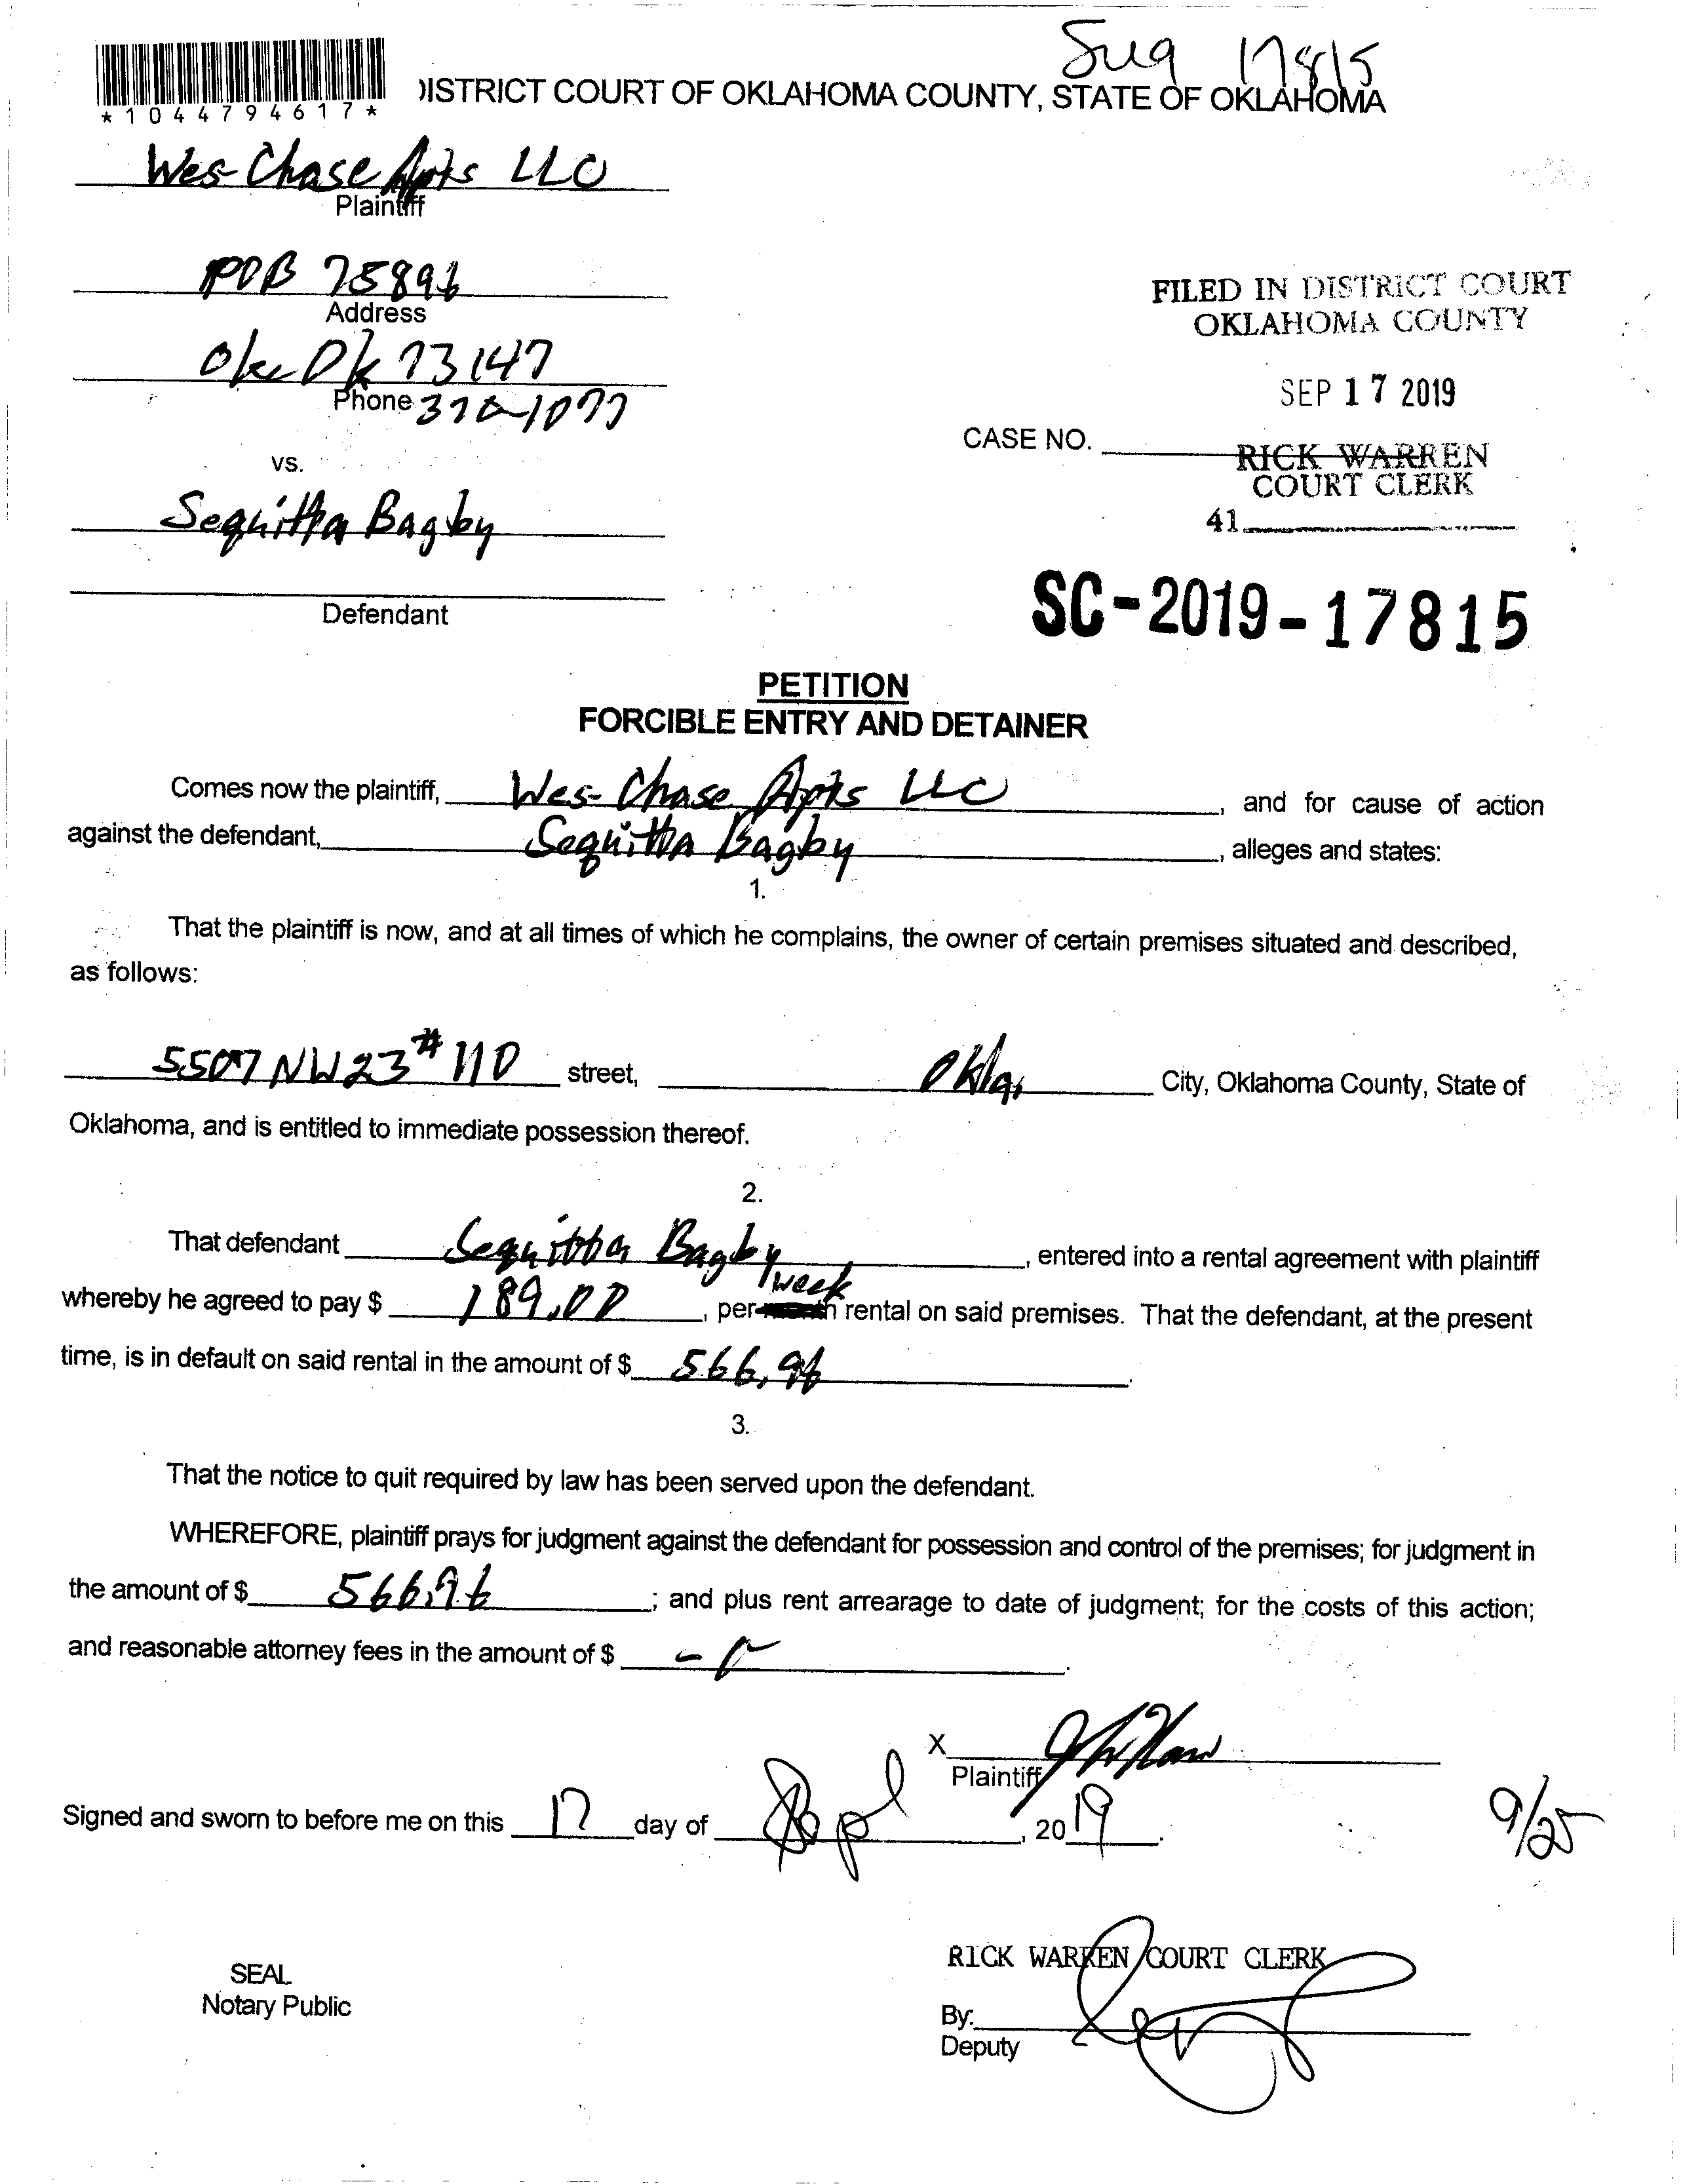 Sug 17815
*1044794617*
DISTRICT COURT OF OKLAHOMA COUNTY, STATE OF OKLAHOMA
Wes-Chase Apts LLC
Plaintiff
POB 75896
Address
Okc Ok 73147
Phone 370-1077
FILED IN DISTRICT COURT
OKLAHOMA COUNTY
SEP 17 2019
CASE NO.
RICK WARREN
COURT CLERK
41
vs.
Sequitta Bagby
Defendant
SC-2019-17815
PETITION
FORCIBLE ENTRY AND DETAINER
Comes now the plaintiff, Wes-Chase Apts LLC, and for cause of action
against the defendant, Sequitta Bagby, alleges and states:
1.
That the plaintiff is now, and at all times of which he complains, the owner of certain premises situated and described,
as follows:
5507 NW 23 # 110 street, Okla, City, Oklahoma County, State of
Oklahoma, and is entitled to immediate possession thereof.
2.
That defendant Sequitta Bagby, entered into a rental agreement with plaintiff
week
whereby he agreed to pay $ 189.00, per month rental on said premises. That the defendant, at the present
time, is in default on said rental in the amount of $ 566.96.
3.
That the notice to quit required by law has been served upon the defendant.
WHEREFORE, plaintiff prays for judgment against the defendant for possession and control of the premises; for judgment in
the amount of $ 566.96; and plus rent arrearage to date of judgment; for the costs of this action;
and reasonable attorney fees in the amount of $
X
Plaintiff
Signed and sworn to before me on this 17 day of Sept, 2019.
9/25
SEAL
Notary Public
RICK WARREN COURT CLERK
By:
Deputy